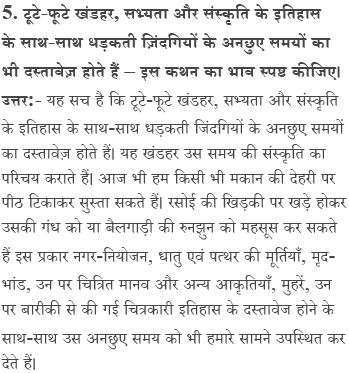 5. टूटे-फूटे खंडहर, सभ्यता और संस्कृति के इतिहास
के साथ-साथ धड़कती ज़िंदगियों के अनछुए समयों का
भी दस्तावेज़ होते हैं – इस कथन का भाव स्पष्ट कीजिए।
उत्तर:- यह सच है कि टूटे-फूटे खंडहर, सभ्यता और संस्कृति
के इतिहास के साथ-साथ धड़कती जिंदगियों के अनछुए समयों
का दस्तावेज़ होते हैं। यह खंडहर उस समय की संस्कृति का
परिचय कराते हैं। आज भी हम किसी भी मकान की देहरी पर
पीठ टिकाकर सुस्ता सकते हैं। रसोई की खिड़की पर खड़े होकर
उसकी गंध को या बैलगाड़ी की रुनझुन को महसूस कर सकते
हैं इस प्रकार नगर-नियोजन, धातु एवं पत्थर की मूर्तियाँ, मृद-
भांड, उन पर चित्रित मानव और अन्य आकृतियाँ, मुहरें, उन
पर बारीकी से की गई चित्रकारी इतिहास के दस्तावेज होने के
साथ-साथ उस अनछुए समय को भी हमारे सामने उपस्थित कर
देते हैं।